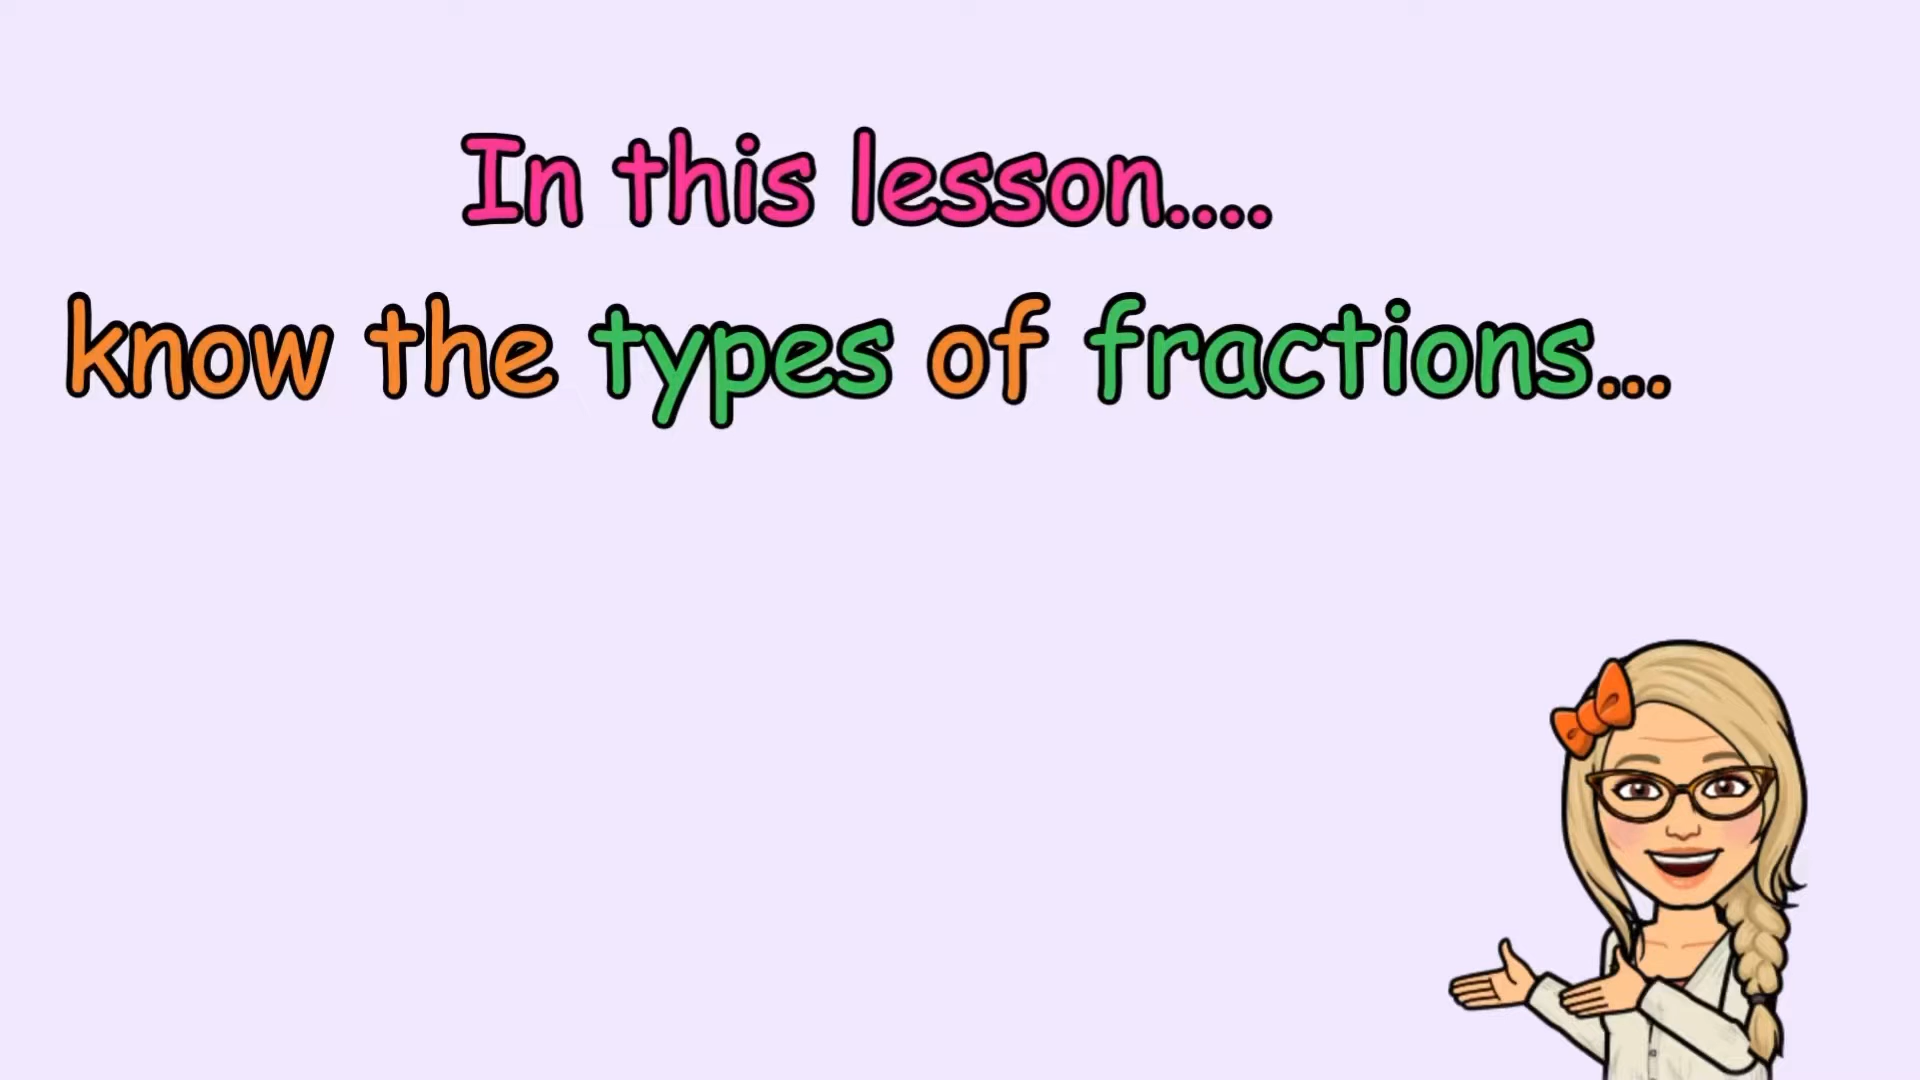 In this lesson....
know the types of fractions...